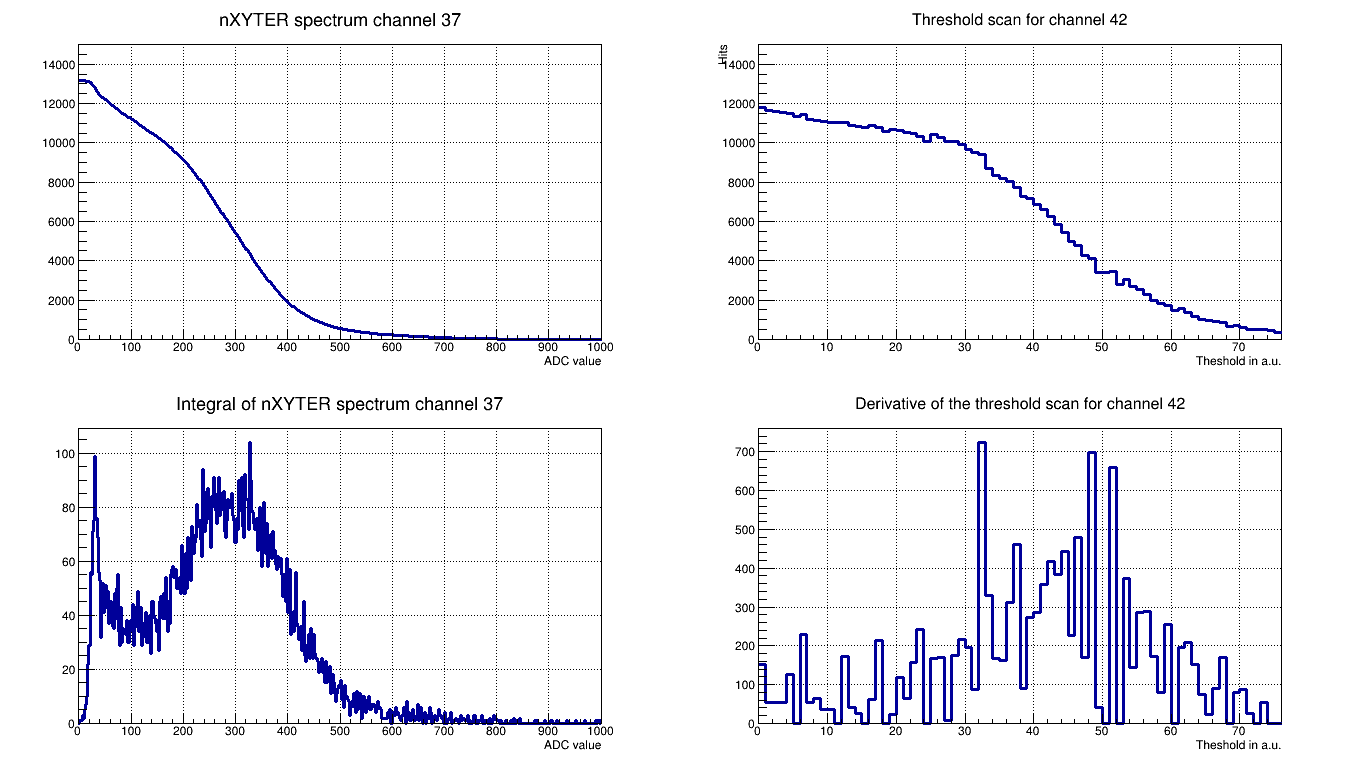 nXYTER spectrum channel 37
14000
12000
10000
8000
6000
4000
2000
0
0 100 200 300 400 500 600 700 800 900 1000
ADC value
Threshold scan for channel 42
Hits
14000
12000
10000
8000
6000
4000
2000
0
0 10 20 30 40 50 60 70
Theshold in a.u.
Integral of nXYTER spectrum channel 37
100
80
60
40
20
0
0 100 200 300 400 500 600 700 800 900 1000
ADC value
Derivative of the threshold scan for channel 42
700
600
500
400
300
200
100
0
0 10 20 30 40 50 60 70
Theshold in a.u.